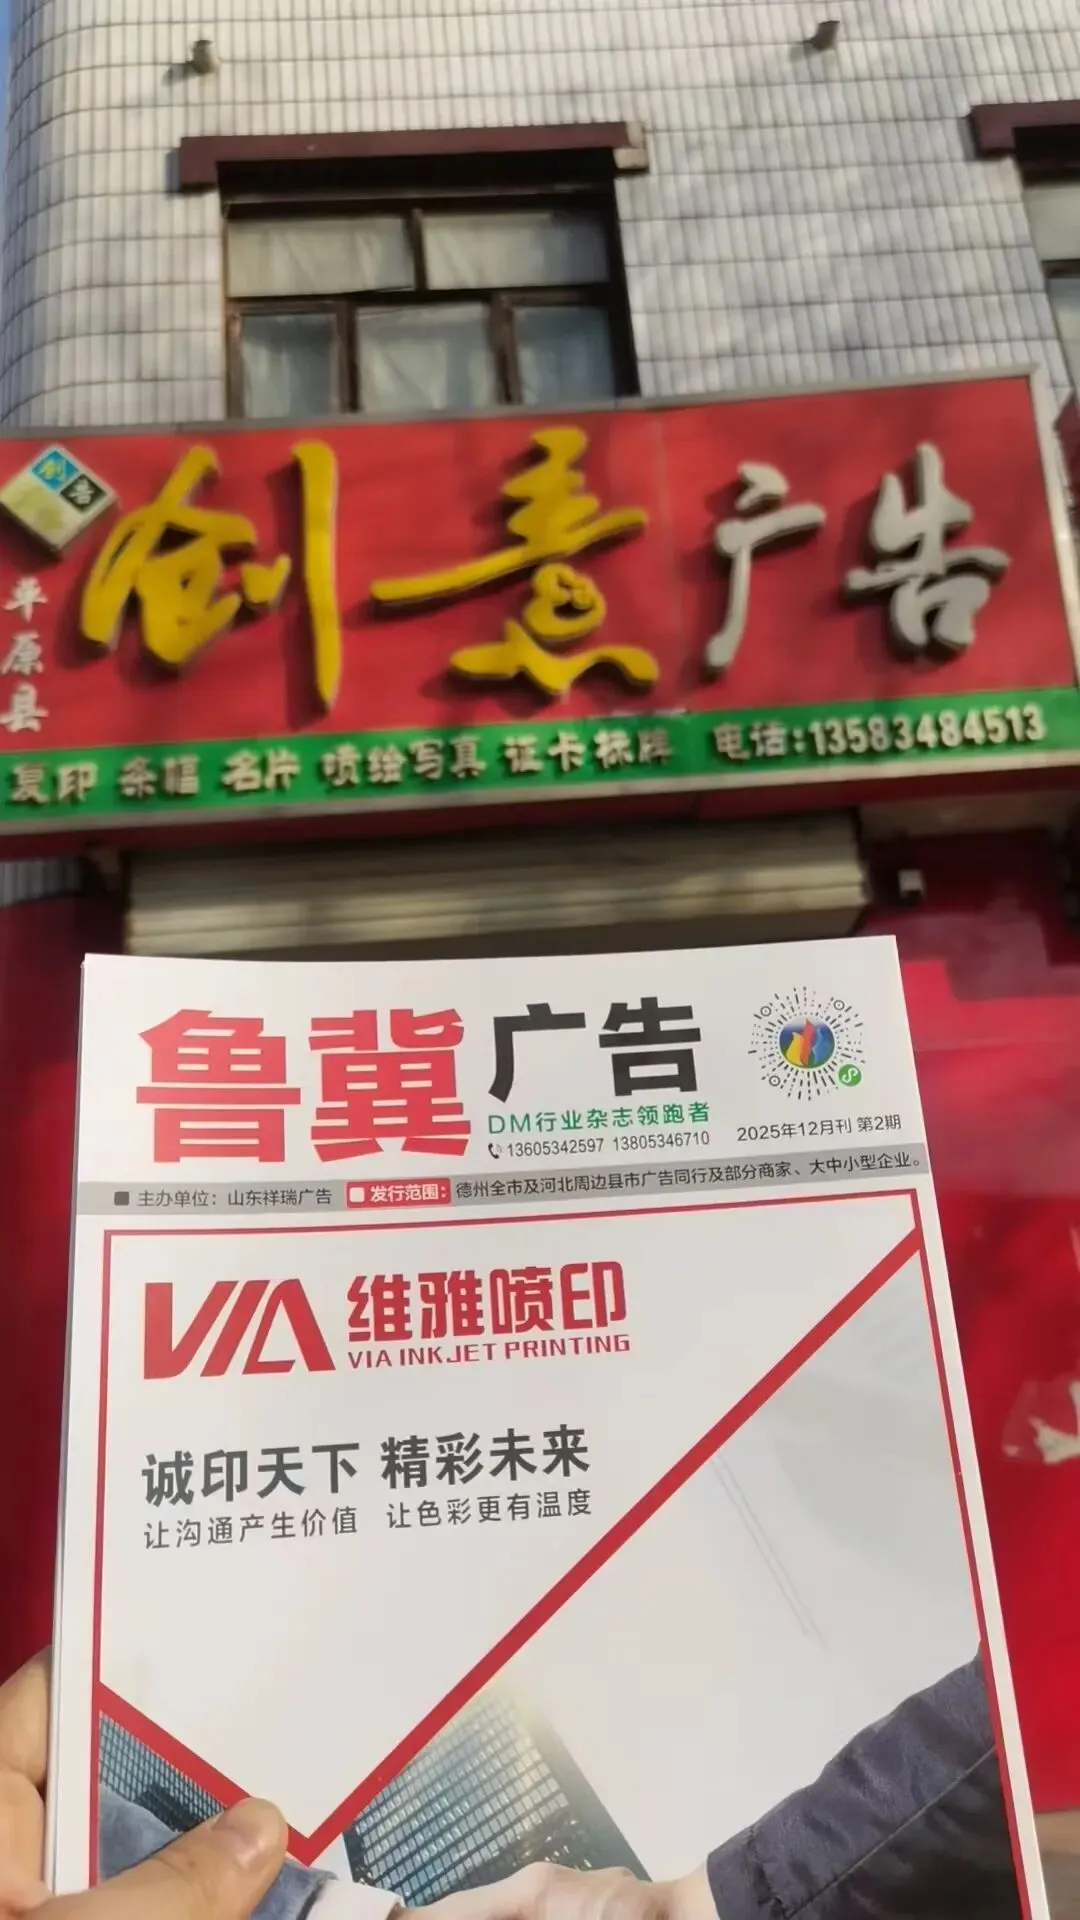 创意
创意广告
平原县
复印 条幅 名片 喷绘写真 证卡标牌 电话:13583484513
鲁冀广告
DM行业杂志领跑者
13605342597 13805346710
2025年12月刊 第2期
主办单位：山东祥瑞广告 发行范围：德州全市及河北周边县市广告同行及部分商家、大中小型企业。
VIA 维雅喷印
VIA INKJET PRINTING
诚印天下 精彩未来
让沟通产生价值 让色彩更有温度